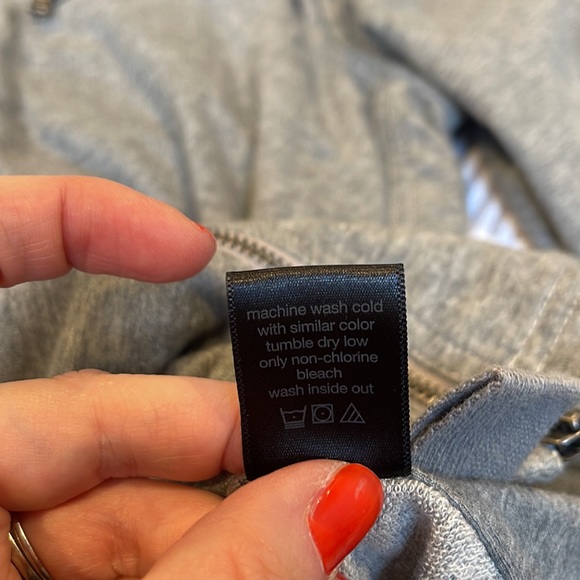 machine wash cold
with similar color
tumble dry low
only non-chlorine
bleach
wash inside out